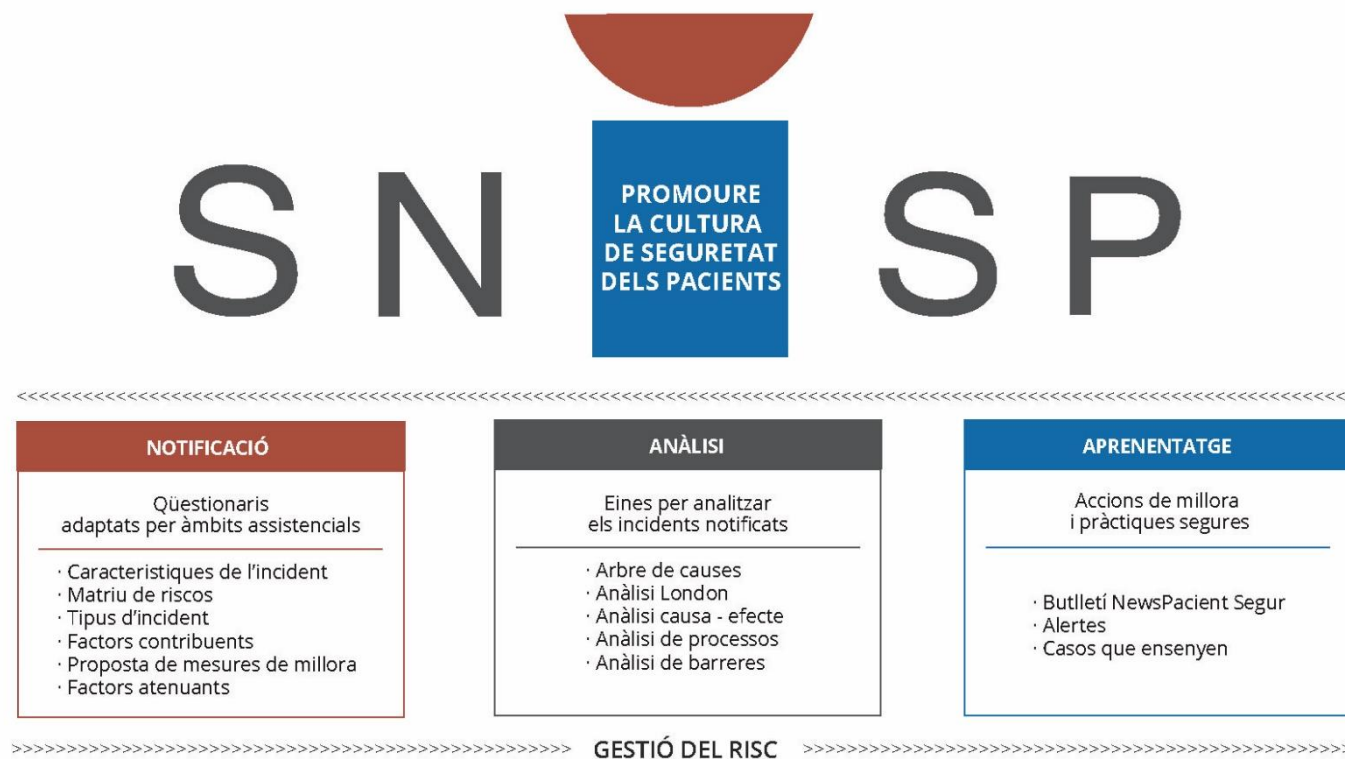 S N S P
PROMOURE
LA CULTURA
DE SEGURETAT
DELS PACIENTS
NOTIFICACIÓ
Qüestionaris
adaptats per àmbits assistencials
· Caracteristiques de l'incident
· Matriu de riscos
· Tipus d'incident
· Factors contribuents
· Proposta de mesures de millora
· Factors atenuants
ANÀLISI
Eines per analitzar
els incidents notificats
· Arbre de causes
· Anàlisi London
· Anàlisi causa - efecte
· Anàlisi de processos
· Anàlisi de barreres
APRENENTATGE
Accions de millora
i pràctiques segures
· Butlletí NewsPacient Segur
· Alertes
· Casos que ensenyen
GESTIÓ DEL RISC